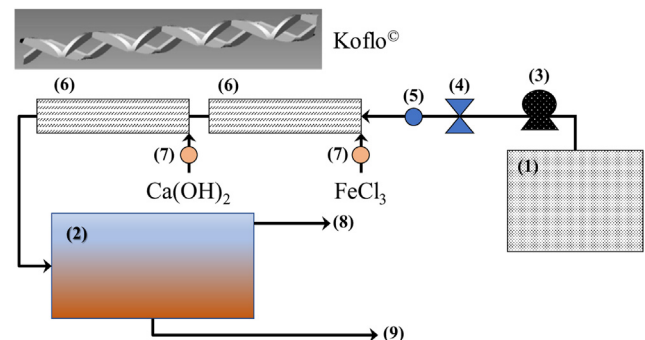 Koflo©
(6) (6) (5) (4) (3)
(7) (7) (1)
Ca(OH)2 FeCl3
(2) (8)
(9)